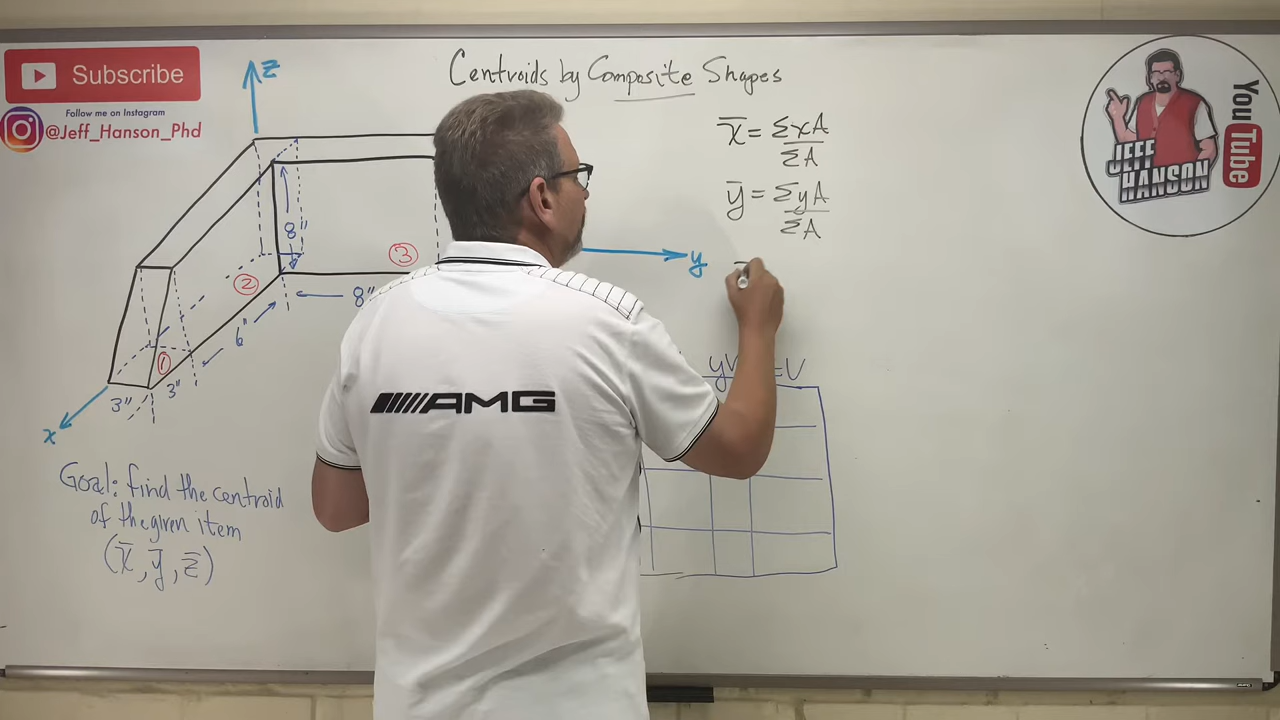 Subscribe
Follow me on Instagram
@Jeff_Hanson_Phd
z
Centroids by Composite Shapes
x̄ = ΣxA
ΣA
ȳ = ΣyA
ΣA
y
8"
③
②
8"
6"
①
3"
3"
x
AMG
Goal: find the centroid
of the given item
(x̄, ȳ, z̄)
JEFF
HANSON
YouTube